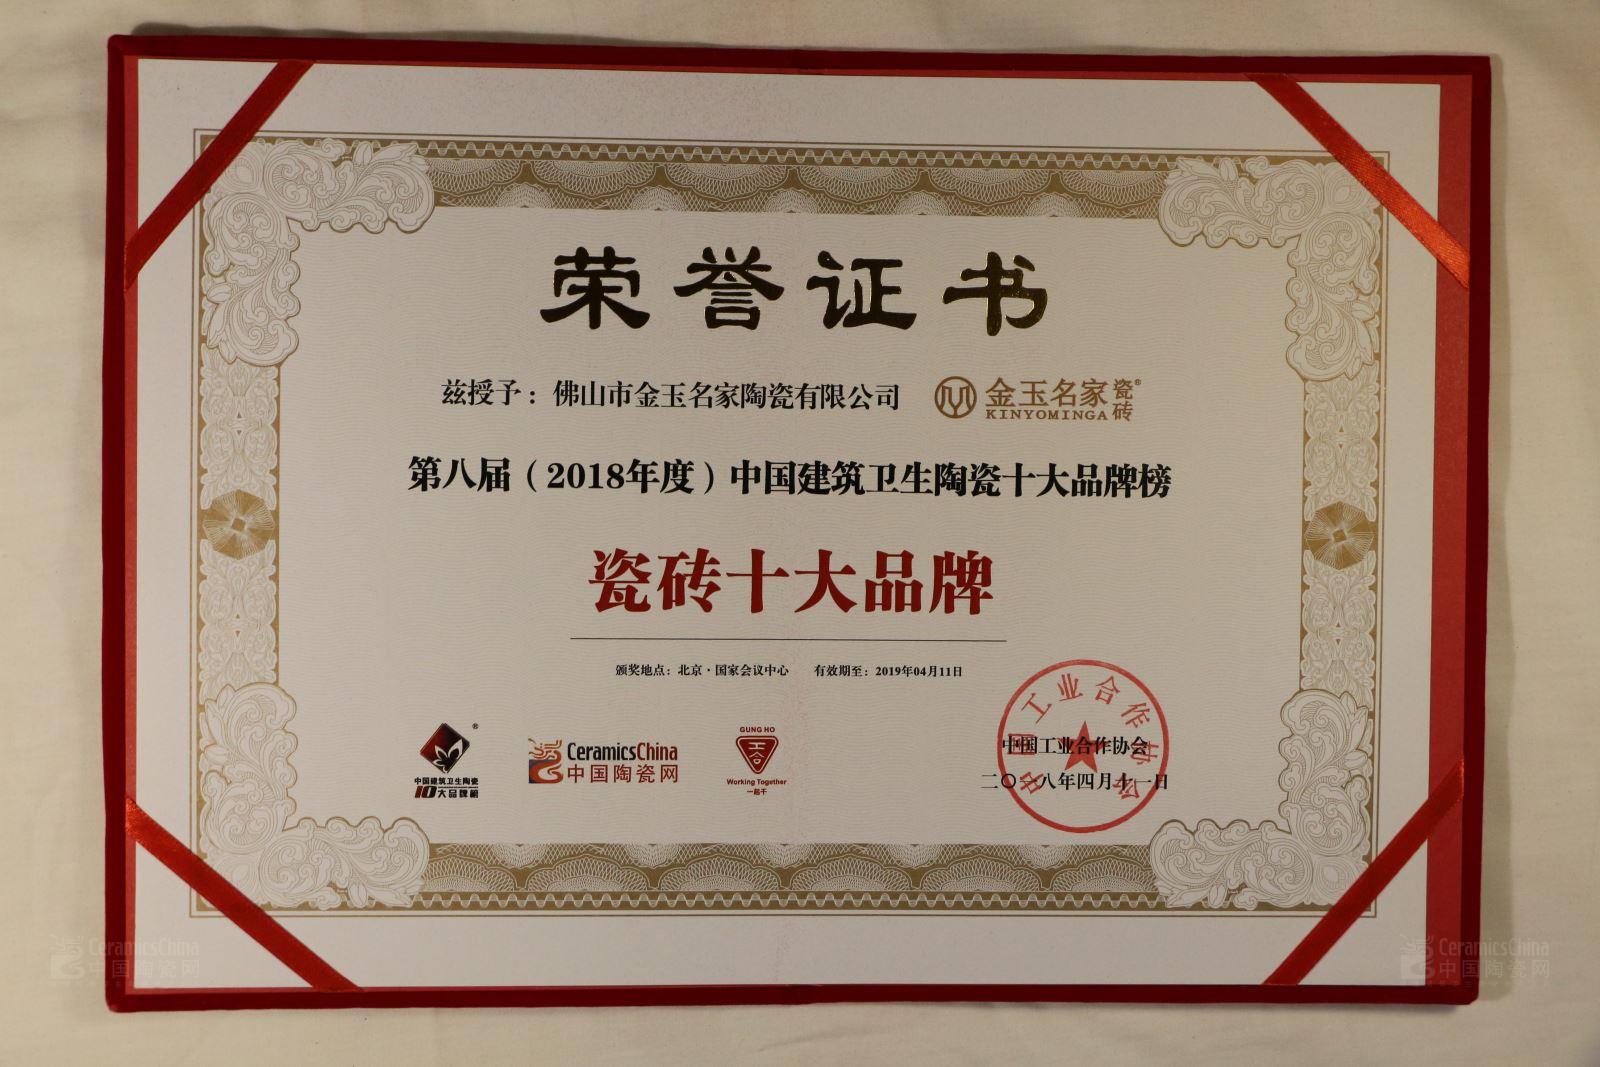 荣誉证书
兹授予：佛山市金玉名家陶瓷有限公司 金玉名家瓷砖® KINYOMINGA
第八届（2018年度）中国建筑卫生陶瓷十大品牌榜
瓷砖十大品牌
颁奖地点：北京·国家会议中心 有效期至：2019年04月11日
中国工业合作协会
中国工业合作协会
二〇一八年四月十一日
®
中国建筑卫生陶瓷
10大品牌榜
CeramicsChina
中国陶瓷网
GUNG HO
工合
Working Together
一起干
CeramicsChina
中国陶瓷网
CeramicsChina
中国陶瓷网